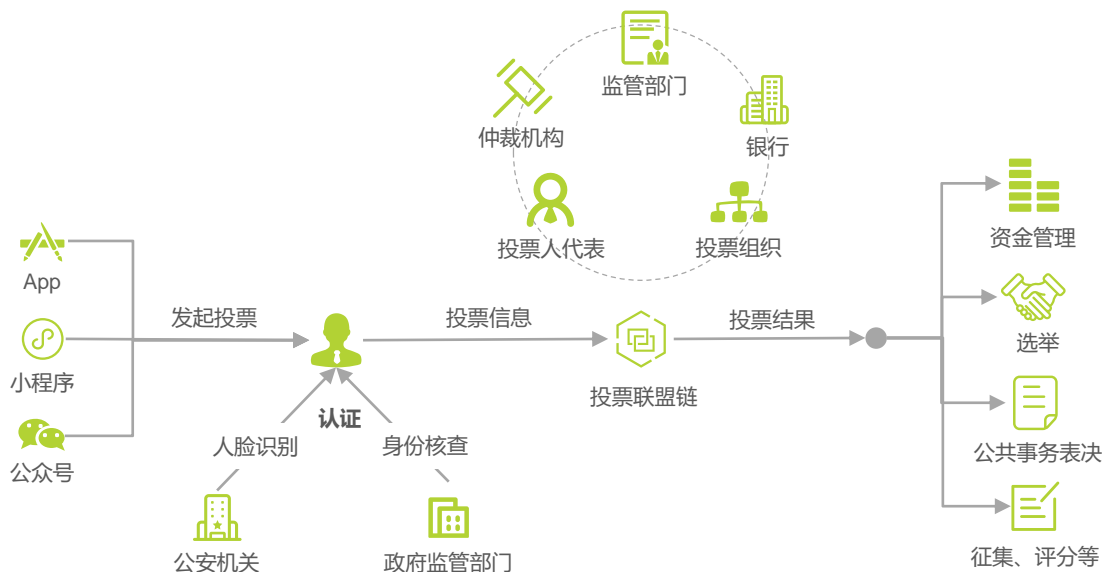 监管部门
仲裁机构
银行
投票人代表
投票组织
App
小程序
公众号
发起投票
认证
人脸识别
身份核查
公安机关
政府监管部门
投票信息
投票联盟链
投票结果
资金管理
选举
公共事务表决
征集、评分等